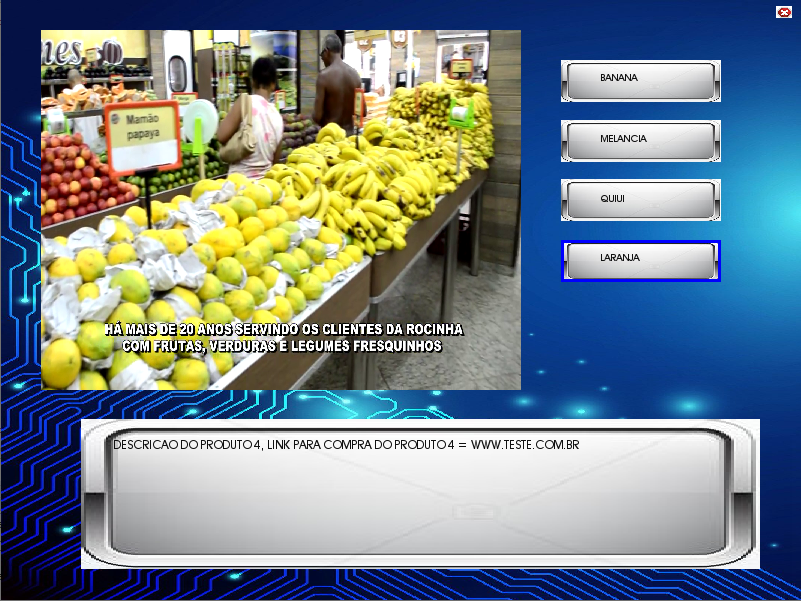 Mamão
papaya
HÁ MAIS DE 20 ANOS SERVINDO OS CLIENTES DA ROCINHA
COM FRUTAS, VERDURAS E LEGUMES FRESQUINHOS
BANANA
MELANCIA
QUIUI
LARANJA
DESCRICAO DO PRODUTO 4, LINK PARA COMPRA DO PRODUTO 4 = WWW.TESTE.COM.BR